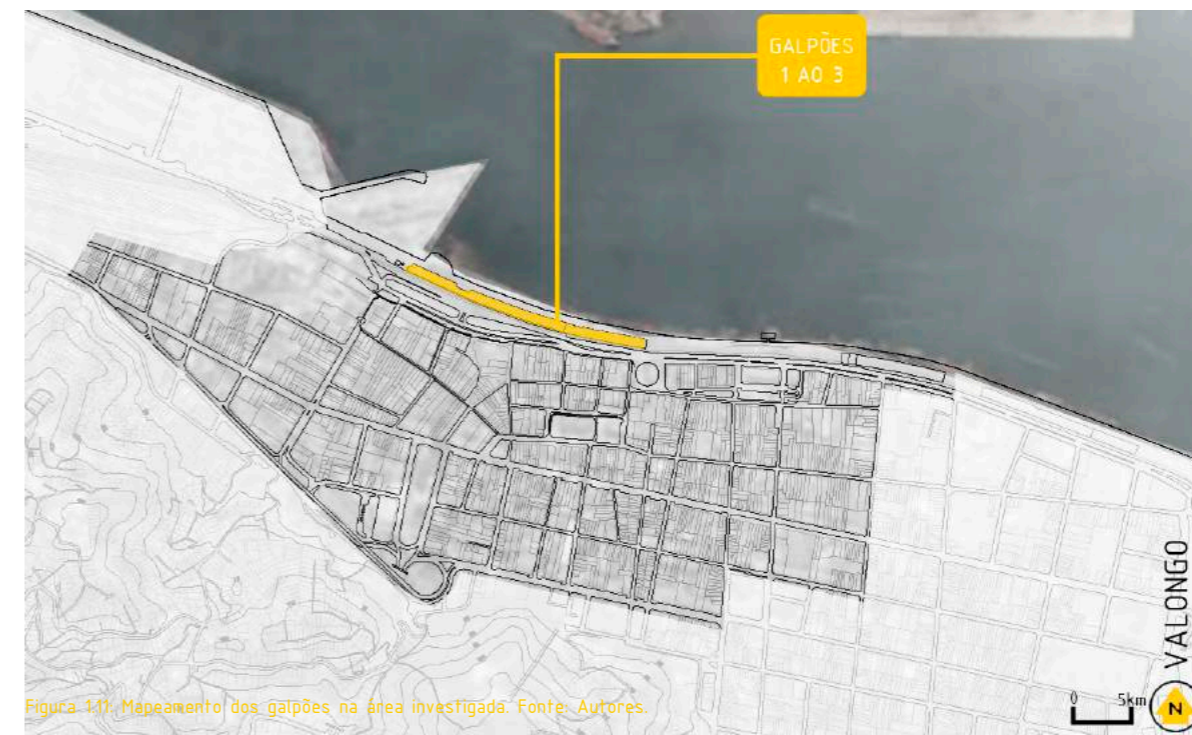 GALPÕES
1 AO 3
VALONGO
0 5km
N
Figura 1.11: Mapeamento dos galpões na área investigada. Fonte: Autores.